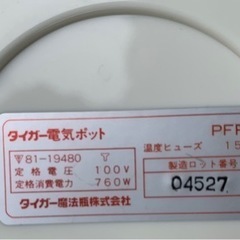 タイガー電気ポット PFP
〒81-19480 〒
定格電圧 100V
定格消費電力 760W
温度ヒューズ 15
製造ロット番号
04527
タイガー魔法瓶株式会社